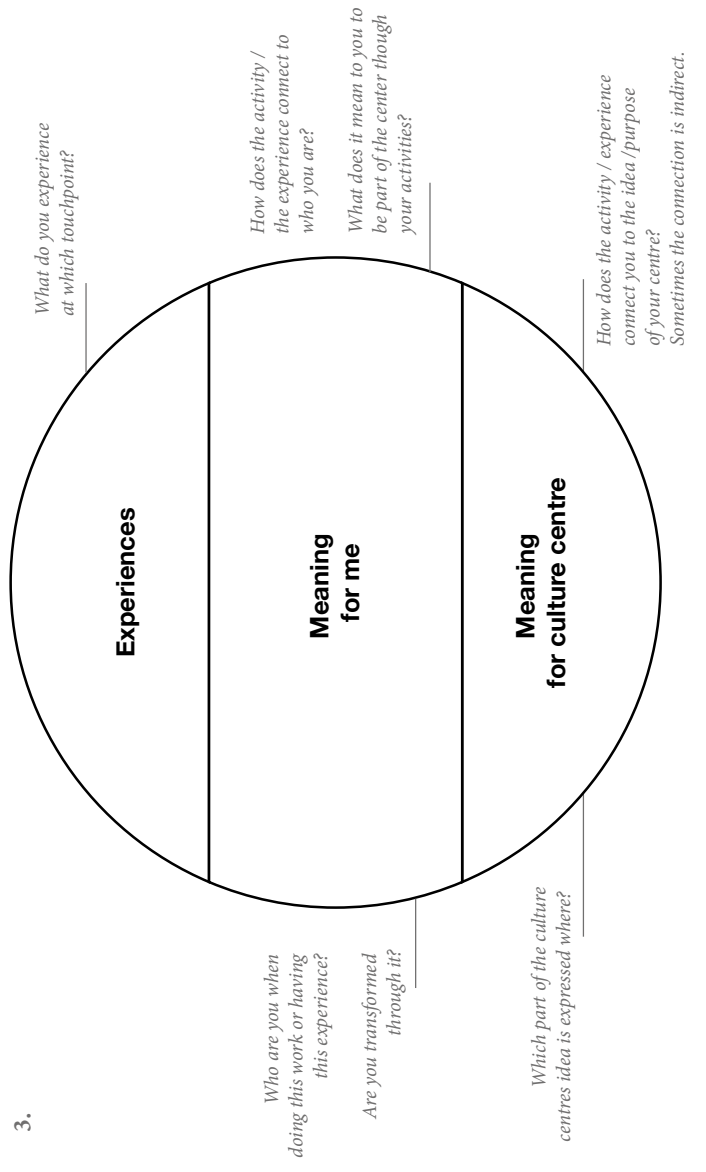 3.
What do you experience
at which touchpoint?
Experiences
Who are you when
doing this work or having
this experience?
Are you transformed
through it?
Meaning
for me
How does the activity /
the experience connect to
who you are?
What does it mean to you to
be part of the center though
your activities?
Which part of the culture
centres idea is expressed where?
Meaning
for culture centre
How does the activity / experience
connect you to the idea /purpose
of your centre?
Sometimes the connection is indirect.